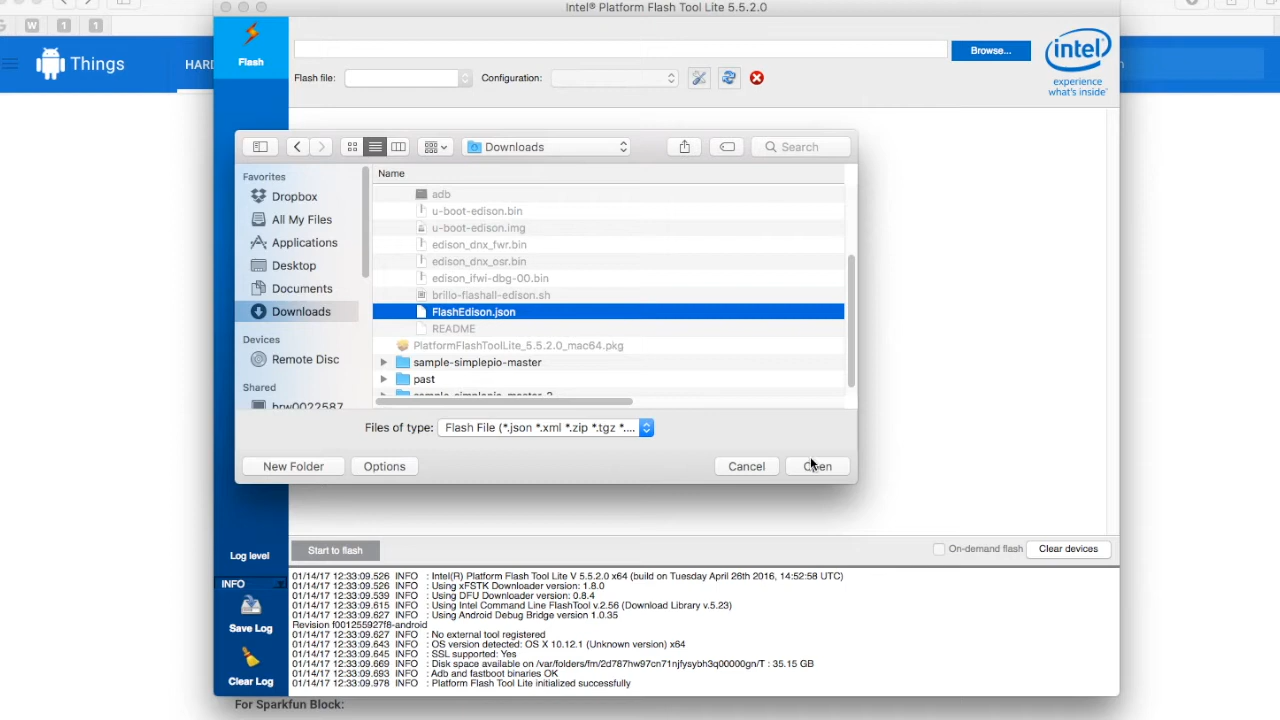 Intel® Platform Flash Tool Lite 5.5.2.0
W
1
1
Things
HARD
Flash
Browse...
intel
experience
what's inside
Flash file:
Configuration:
Downloads
Search
Favorites
Dropbox
All My Files
Applications
Desktop
Documents
Downloads
Devices
Remote Disc
Shared
brw0022587
Name
adb
u-boot-edison.bin
u-boot-edison.img
edison_dnx_fwr.bin
edison_dnx_osr.bin
edison_ifwi-dbg-00.bin
brillo-flashall-edison.sh
FlashEdison.json
README
PlatformFlashToolLite_5.5.2.0_mac64.pkg
sample-simplepio-master
past
sample-simplepio-master-2
Files of type:
Flash File (*.json *.xml *.zip *.tgz *....
New Folder
Options
Cancel
Open
Log level
Start to flash
On-demand flash
Clear devices
INFO
Save Log
Clear Log
01/14/17 12:33:09.526 INFO : Intel(R) Platform Flash Tool Lite V 5.5.2.0 x64 (build on Tuesday April 26th 2016, 14:52:58 UTC)
01/14/17 12:33:09.526 INFO : Using xFSTK Downloader version: 1.8.0
01/14/17 12:33:09.539 INFO : Using DFU Downloader version: 0.8.4
01/14/17 12:33:09.615 INFO : Using Intel Command Line FlashTool v.2.56 (Download Library v.5.23)
01/14/17 12:33:09.627 INFO : Using Android Debug Bridge version 1.0.35
Revision f001255927f8-android
01/14/17 12:33:09.627 INFO : No external tool registered
01/14/17 12:33:09.643 INFO : OS version detected: OS X 10.12.1 (Unknown version) x64
01/14/17 12:33:09.645 INFO : SSL supported: Yes
01/14/17 12:33:09.669 INFO : Disk space available on /var/folders/fm/2d787hw97cn71njfysybh3q00000gn/T : 35.15 GB
01/14/17 12:33:09.693 INFO : Adb and fastboot binaries OK
01/14/17 12:33:09.978 INFO : Platform Flash Tool Lite initialized successfully
For Sparkfun Block: